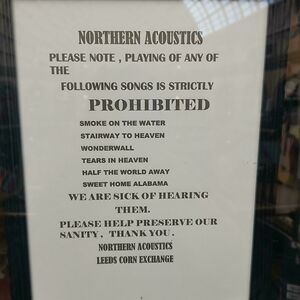 NORTHERN ACOUSTICS
PLEASE NOTE , PLAYING OF ANY OF
THE
FOLLOWING SONGS IS STRICTLY
PROHIBITED
SMOKE ON THE WATER
STAIRWAY TO HEAVEN
WONDERWALL
TEARS IN HEAVEN
HALF THE WORLD AWAY
SWEET HOME ALABAMA
WE ARE SICK OF HEARING
THEM.
PLEASE HELP PRESERVE OUR
SANITY , THANK YOU .
NORTHERN ACOUSTICS
LEEDS CORN EXCHANGE